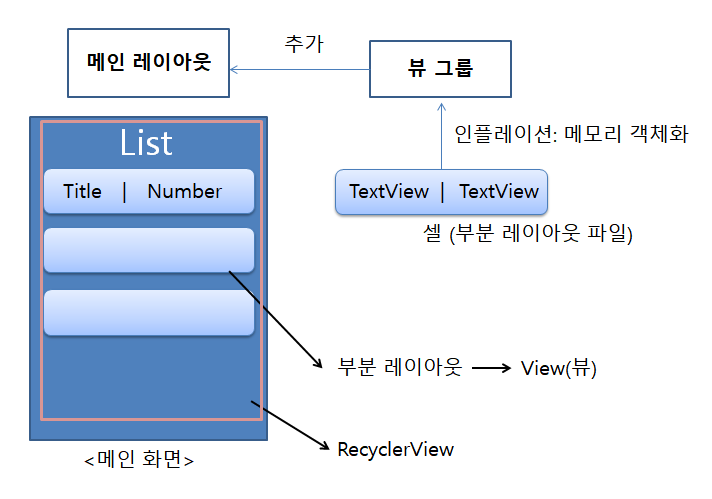 메인 레이아웃
추가
뷰 그룹
인플레이션: 메모리 객체화
List
Title | Number
TextView | TextView
셀 (부분 레이아웃 파일)
부분 레이아웃
View(뷰)
RecyclerView
<메인 화면>